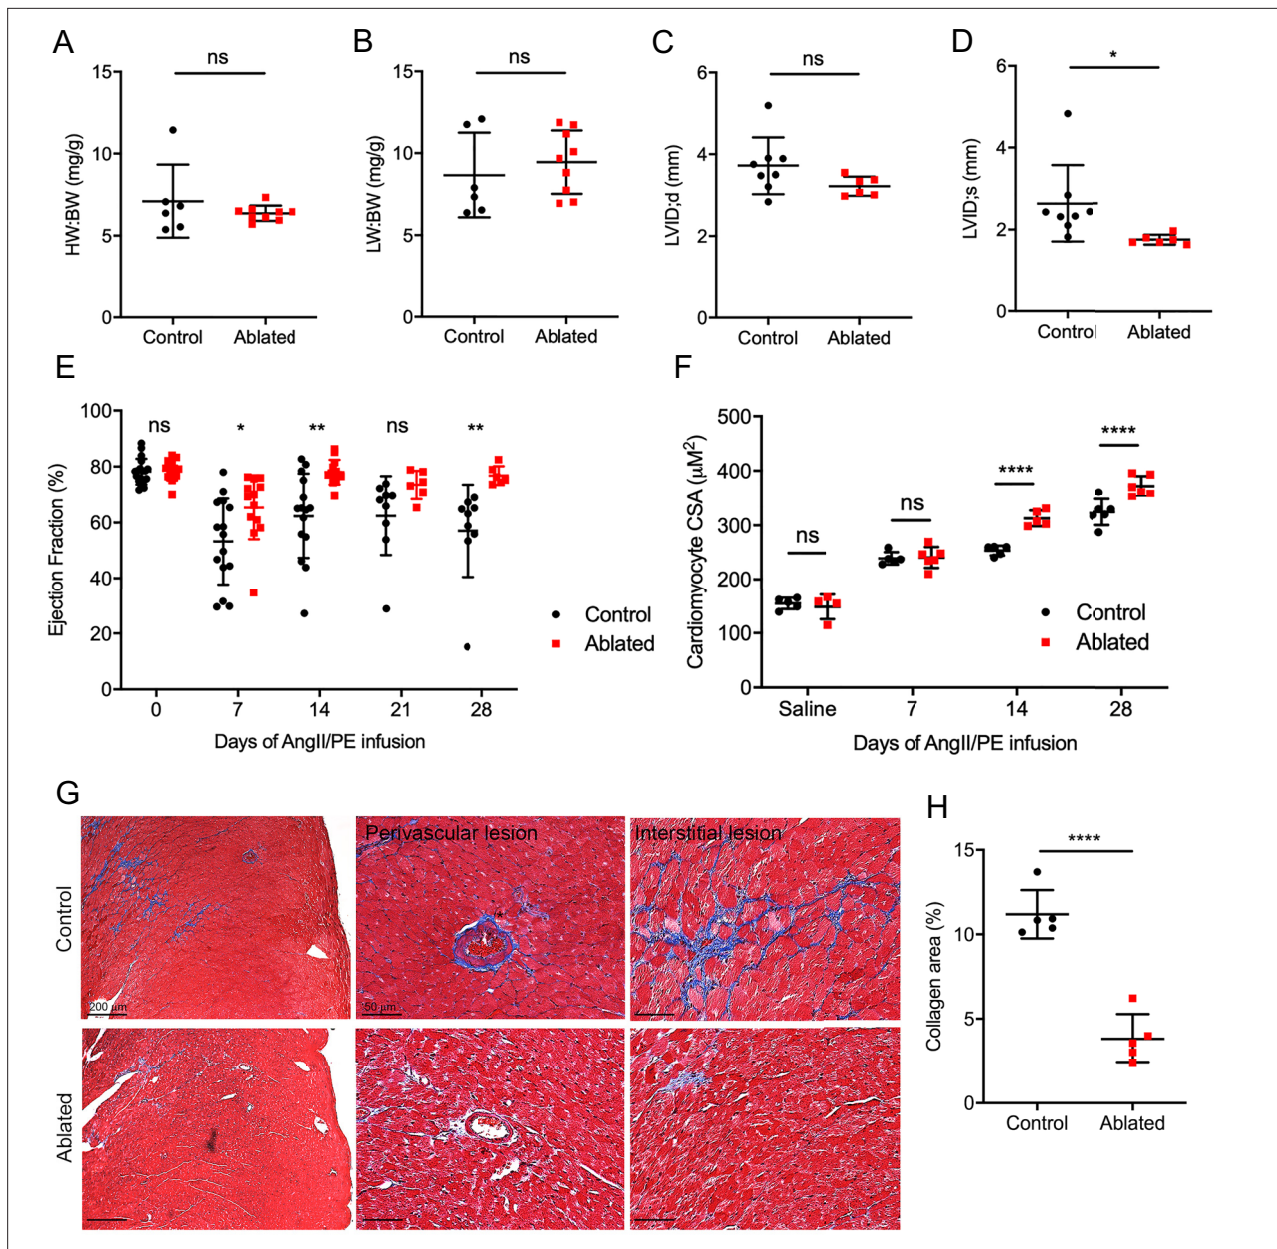 A
B
C
D
ns
ns
ns
*
15
10
5
0
HW:BW (mg/g)
Control
Ablated
15
10
5
0
LW:BW (mg/g)
Control
Ablated
6
4
2
0
LVID;d (mm)
Control
Ablated
6
4
2
0
LVID;s (mm)
Control
Ablated
E
100
80
60
40
20
0
Ejection Fraction (%)
ns
*
**
ns
**
Control
Ablated
0
7
14
21
28
Days of AngII/PE infusion
F
500
400
300
200
100
0
Cardiomyocyte CSA (µM²)
ns
ns
****
****
Control
Ablated
Saline
7
14
28
Days of AngII/PE infusion
G
Perivascular lesion
Interstitial lesion
Control
*
200 µm
50 µm
Ablated
H
****
15
10
5
0
Collagen area (%)
Control
Ablated